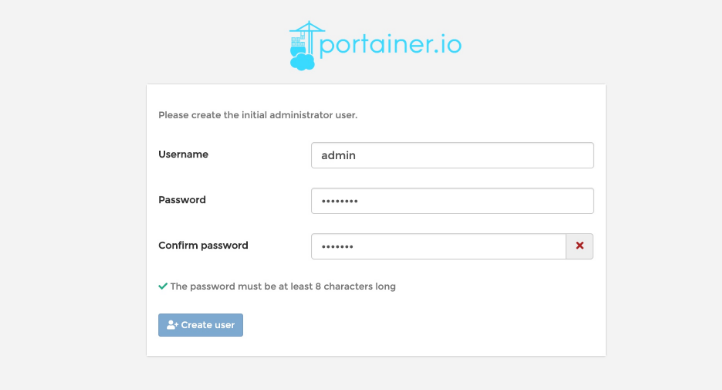 portainer.io
Please create the initial administrator user.
Username
admin
Password
••••••••
Confirm password
•••••••
The password must be at least 8 characters long
Create user